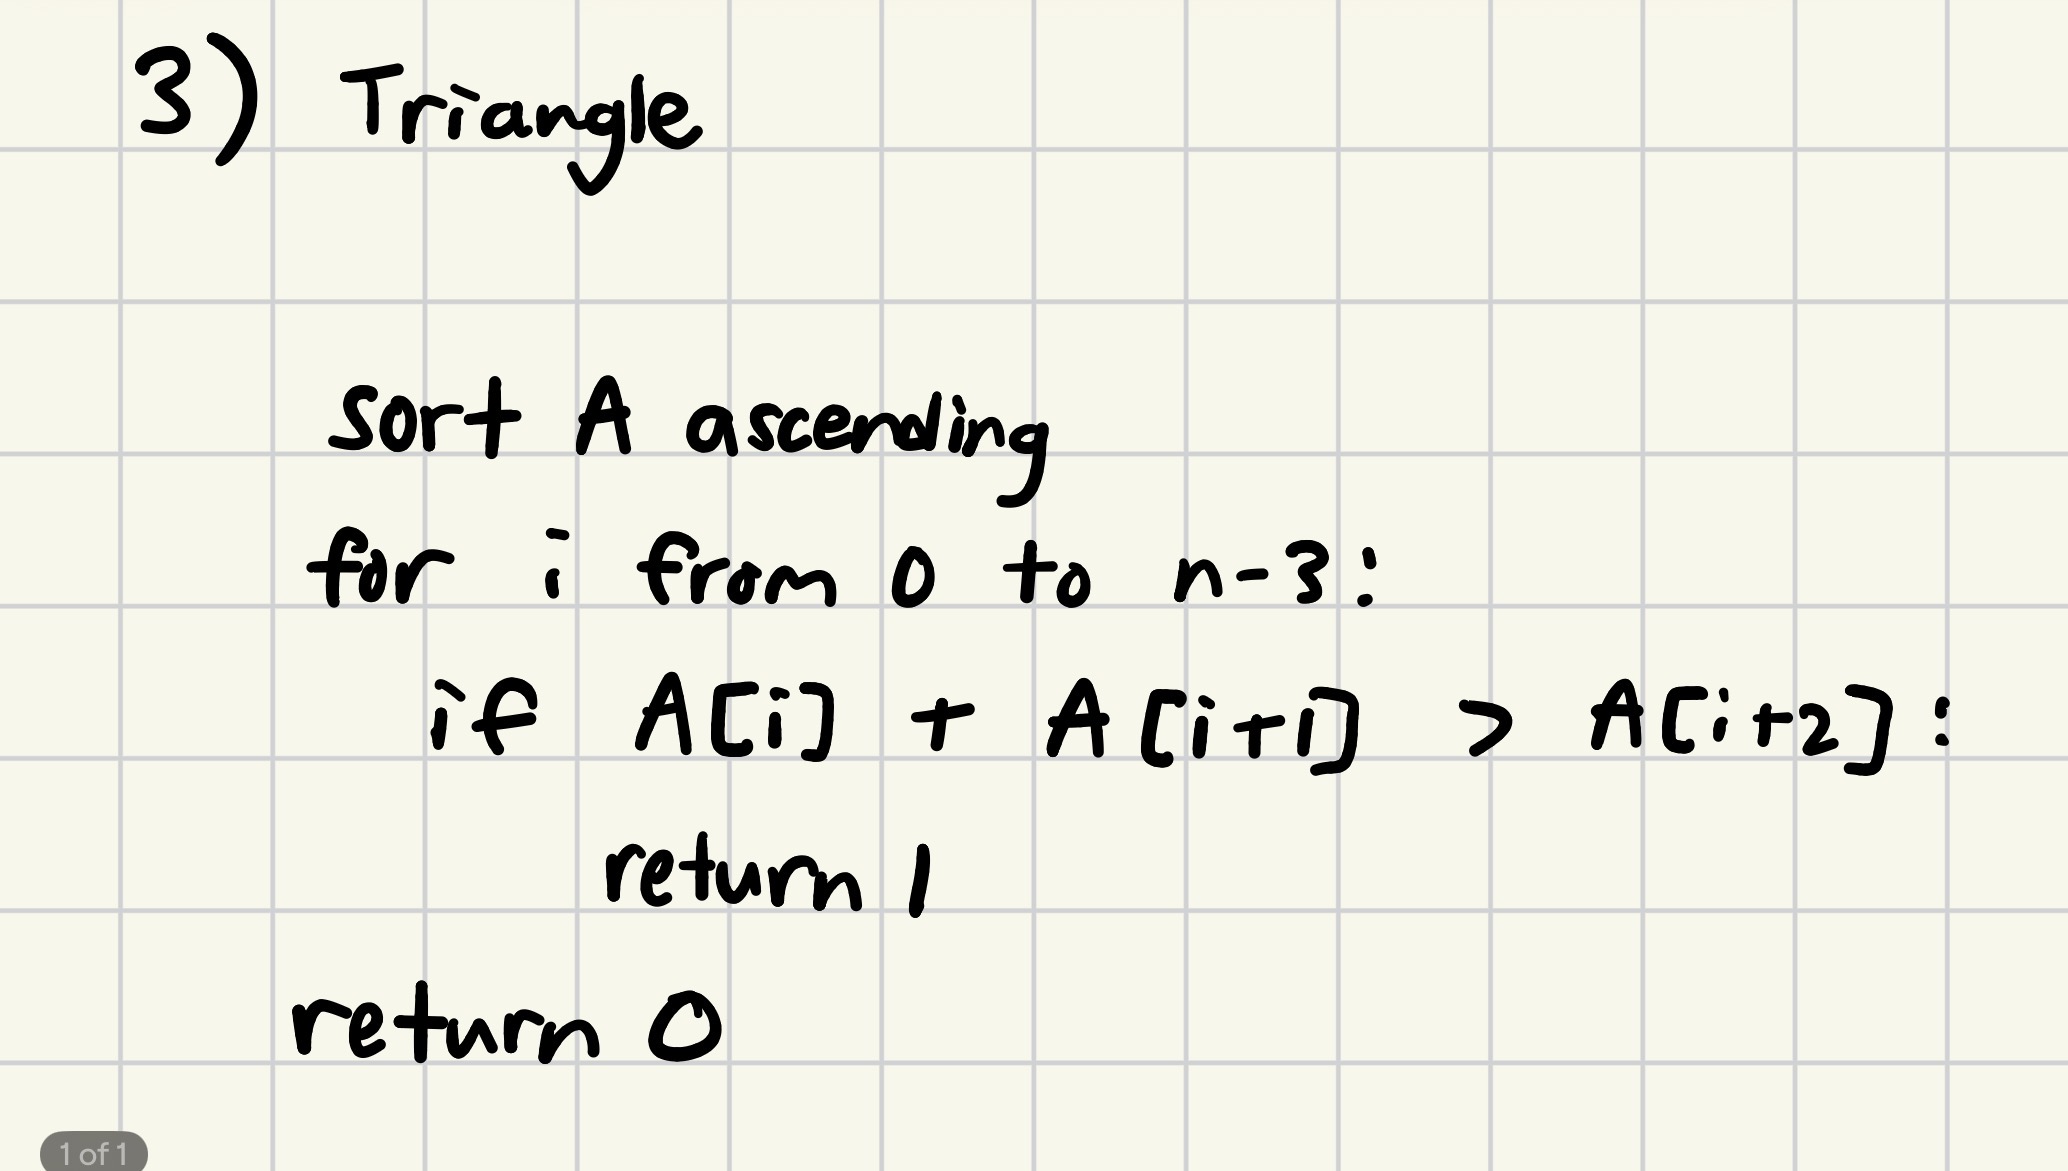 3) Triangle
sort A ascending
for i from 0 to n-3:
if A[i] + A[i+1] > A[i+2]:
return 1
return 0
1 of 1